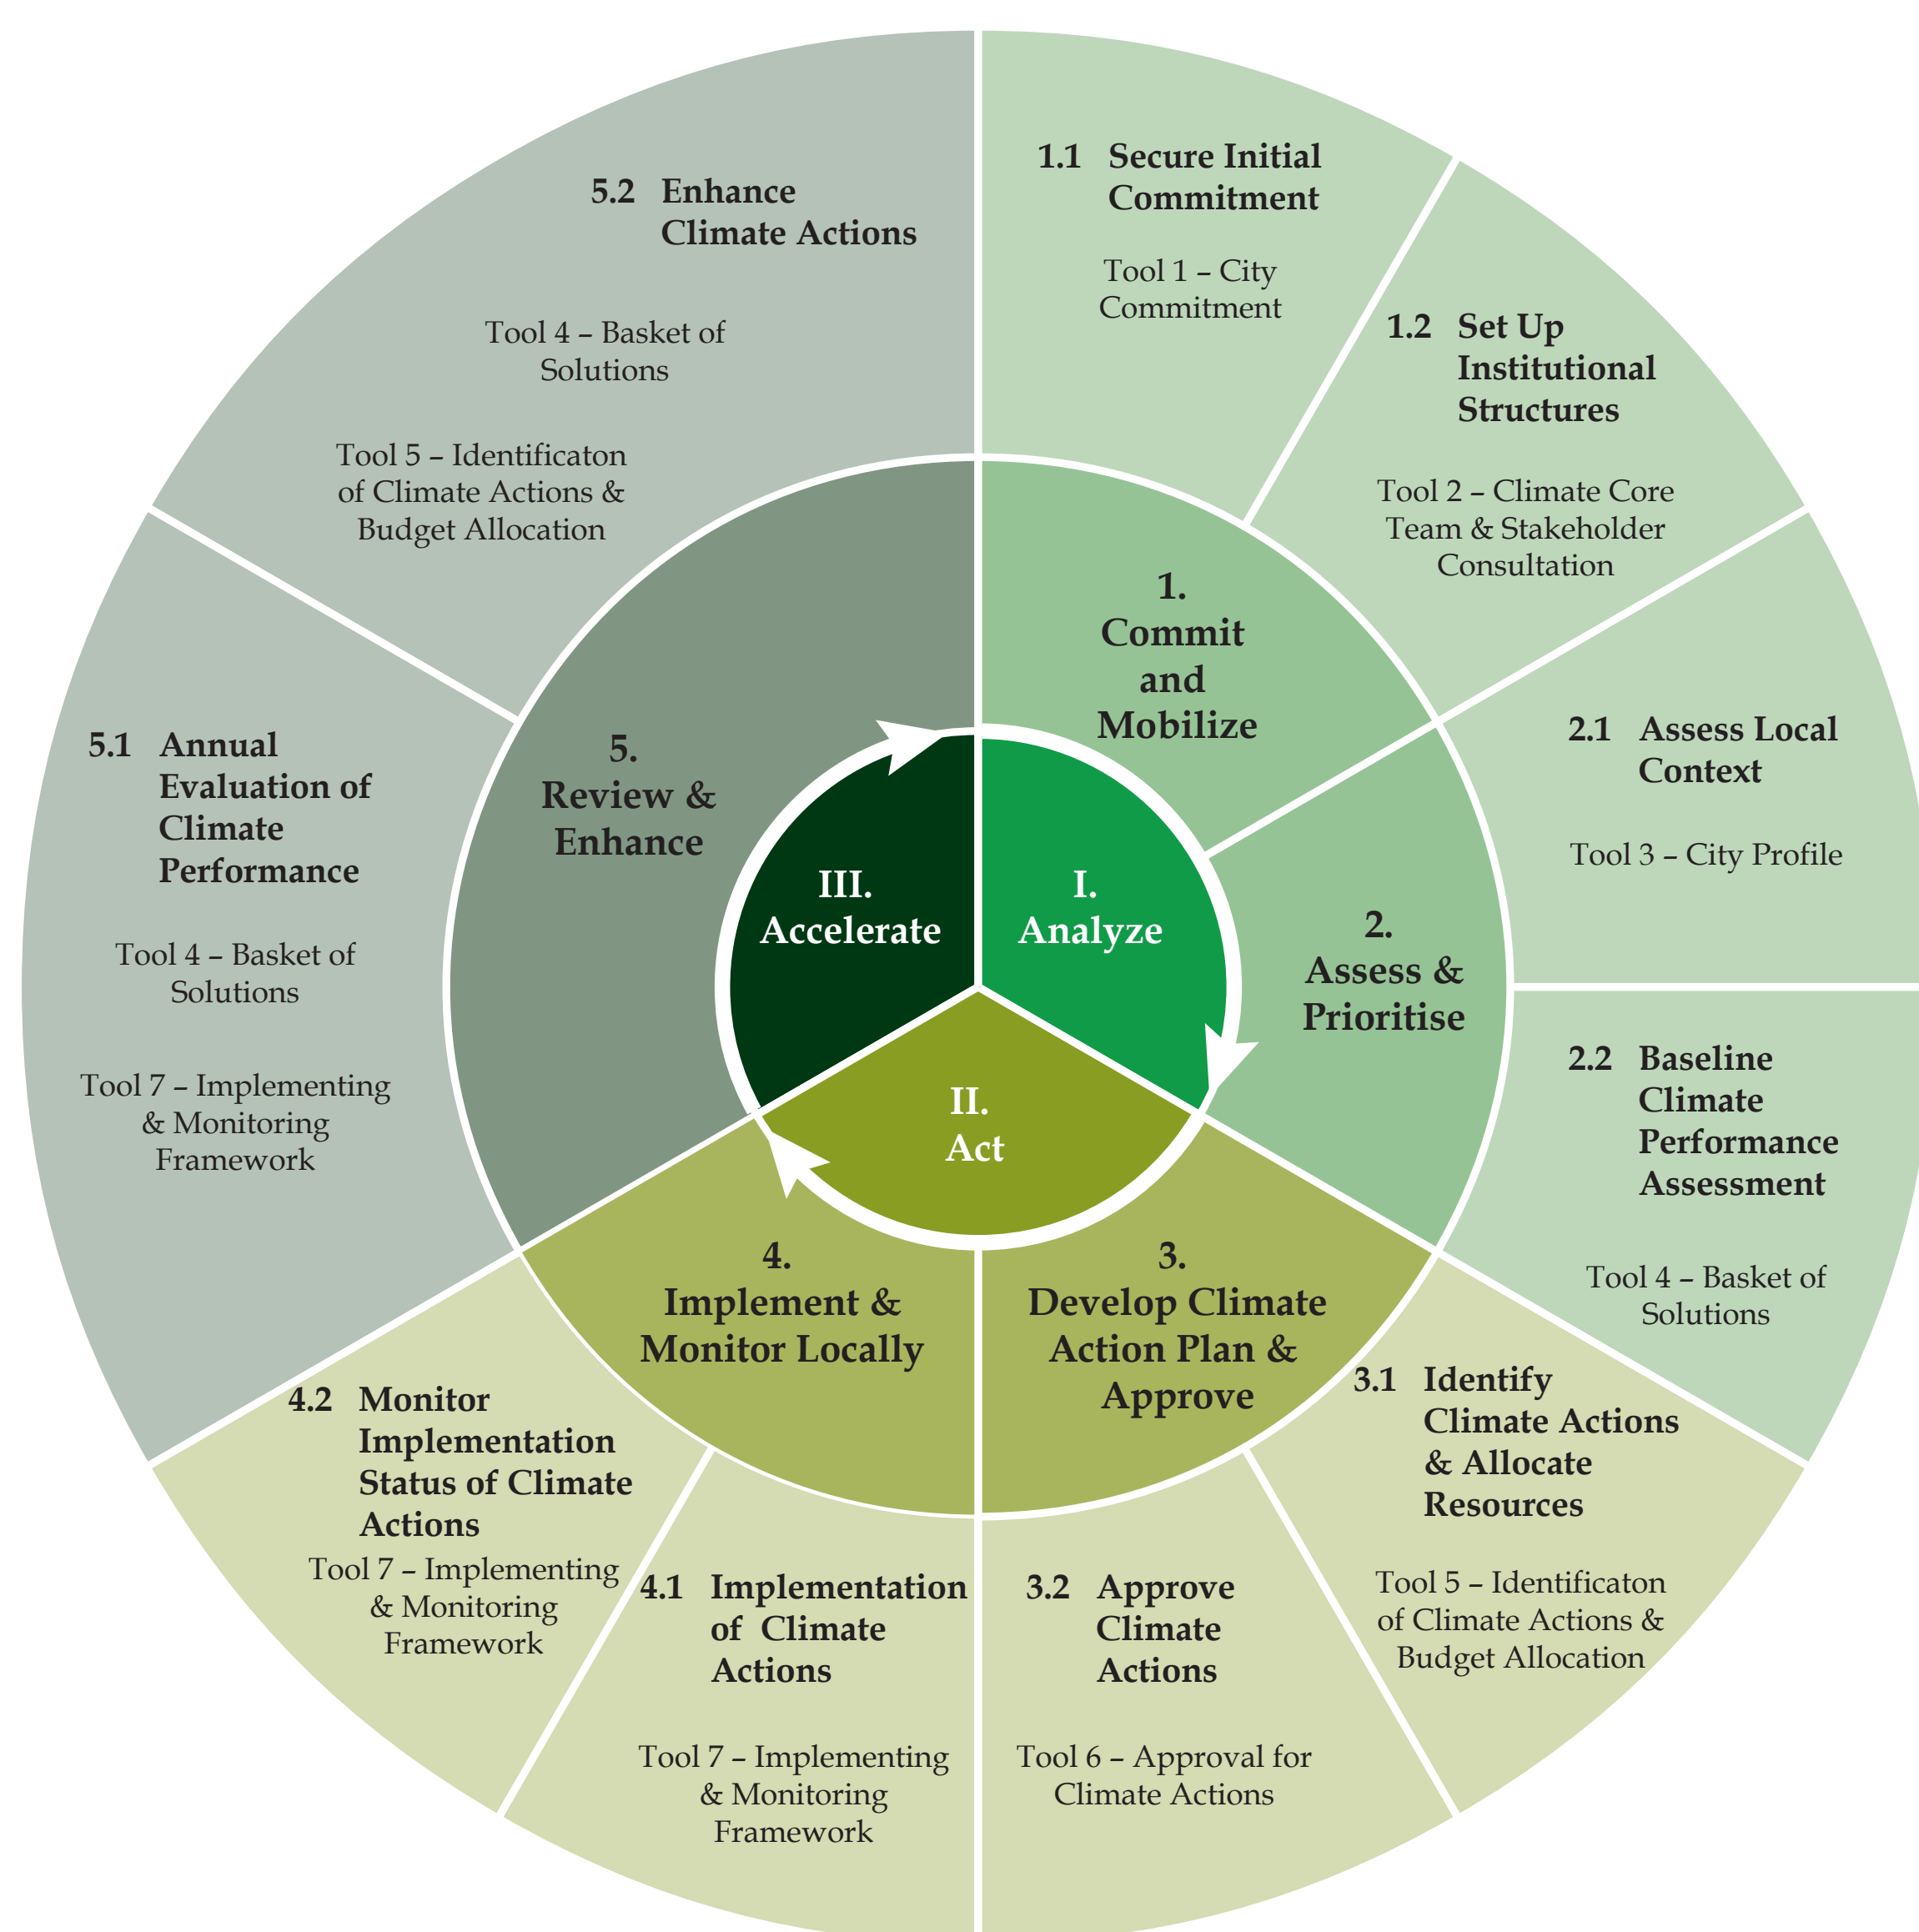 I.
Analyze
II.
Act
III.
Accelerate
1.
Commit
and
Mobilize
2.
Assess &
Prioritise
3.
Develop Climate
Action Plan &
Approve
4.
Implement &
Monitor Locally
5.
Review &
Enhance
1.1 Secure Initial
Commitment
Tool 1 – City
Commitment
1.2 Set Up
Institutional
Structures
Tool 2 – Climate Core
Team & Stakeholder
Consultation
2.1 Assess Local
Context
Tool 3 – City Profile
2.2 Baseline
Climate
Performance
Assessment
Tool 4 – Basket of
Solutions
3.1 Identify
Climate Actions
& Allocate
Resources
Tool 5 – Identificaton
of Climate Actions &
Budget Allocation
3.2 Approve
Climate
Actions
Tool 6 – Approval for
Climate Actions
4.1 Implementation
of Climate
Actions
Tool 7 – Implementing
& Monitoring
Framework
4.2 Monitor
Implementation
Status of Climate
Actions
Tool 7 – Implementing
& Monitoring
Framework
5.1 Annual
Evaluation of
Climate
Performance
Tool 4 – Basket of
Solutions
Tool 7 – Implementing
& Monitoring
Framework
5.2 Enhance
Climate Actions
Tool 4 – Basket of
Solutions
Tool 5 – Identificaton
of Climate Actions &
Budget Allocation